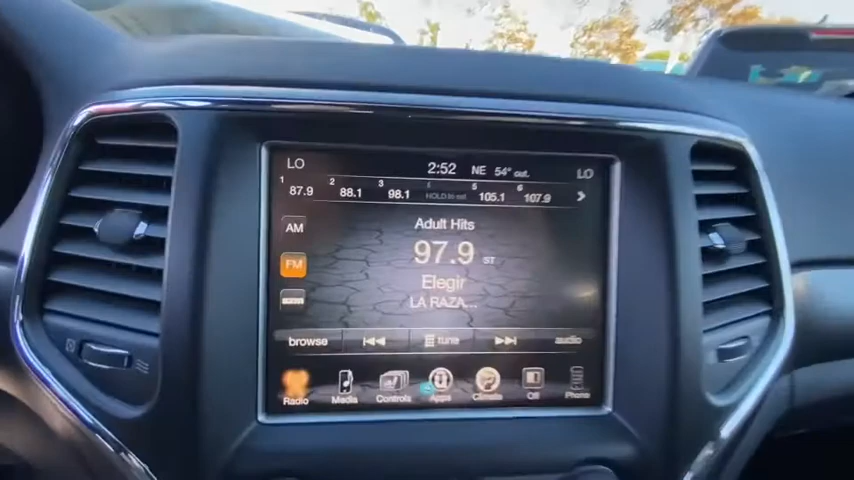 LO 2:52 NE 54° out LO
1 2 3 4 5 6
87.9 88.1 98.1 HOLD to set 105.1 107.9
Adult Hits
AM
97.9 ST
FM
Elegir
LA RAZA...
browse tune audio
Radio Media Controls Apps Climate Off Phone